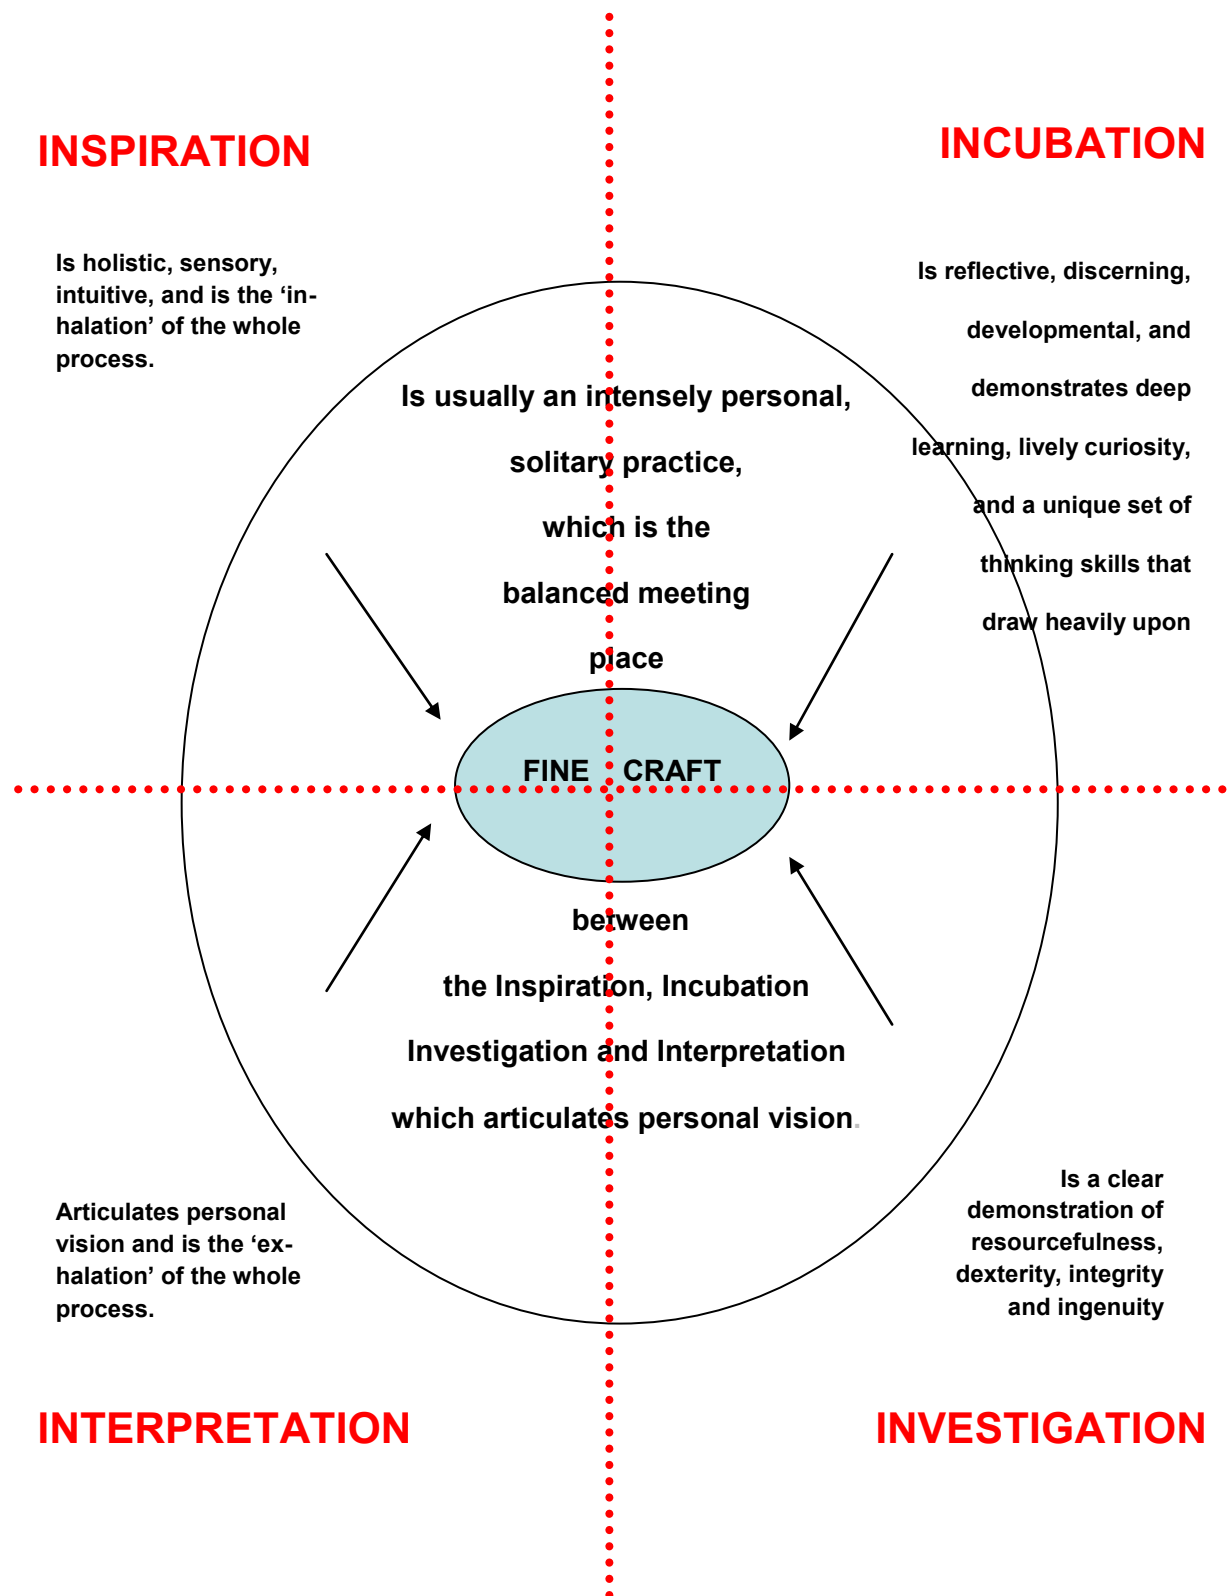 INSPIRATION
Is holistic, sensory,
intuitive, and is the ‘in-
halation’ of the whole
process.
INCUBATION
Is reflective, discerning,
developmental, and
demonstrates deep
learning, lively curiosity,
and a unique set of
thinking skills that
draw heavily upon
Is usually an intensely personal,
solitary practice,
which is the
balanced meeting
place
FINE CRAFT
between
the Inspiration, Incubation
Investigation and Interpretation
which articulates personal vision.
Articulates personal
vision and is the ‘ex-
halation’ of the whole
process.
INTERPRETATION
Is a clear
demonstration of
resourcefulness,
dexterity, integrity
and ingenuity
INVESTIGATION